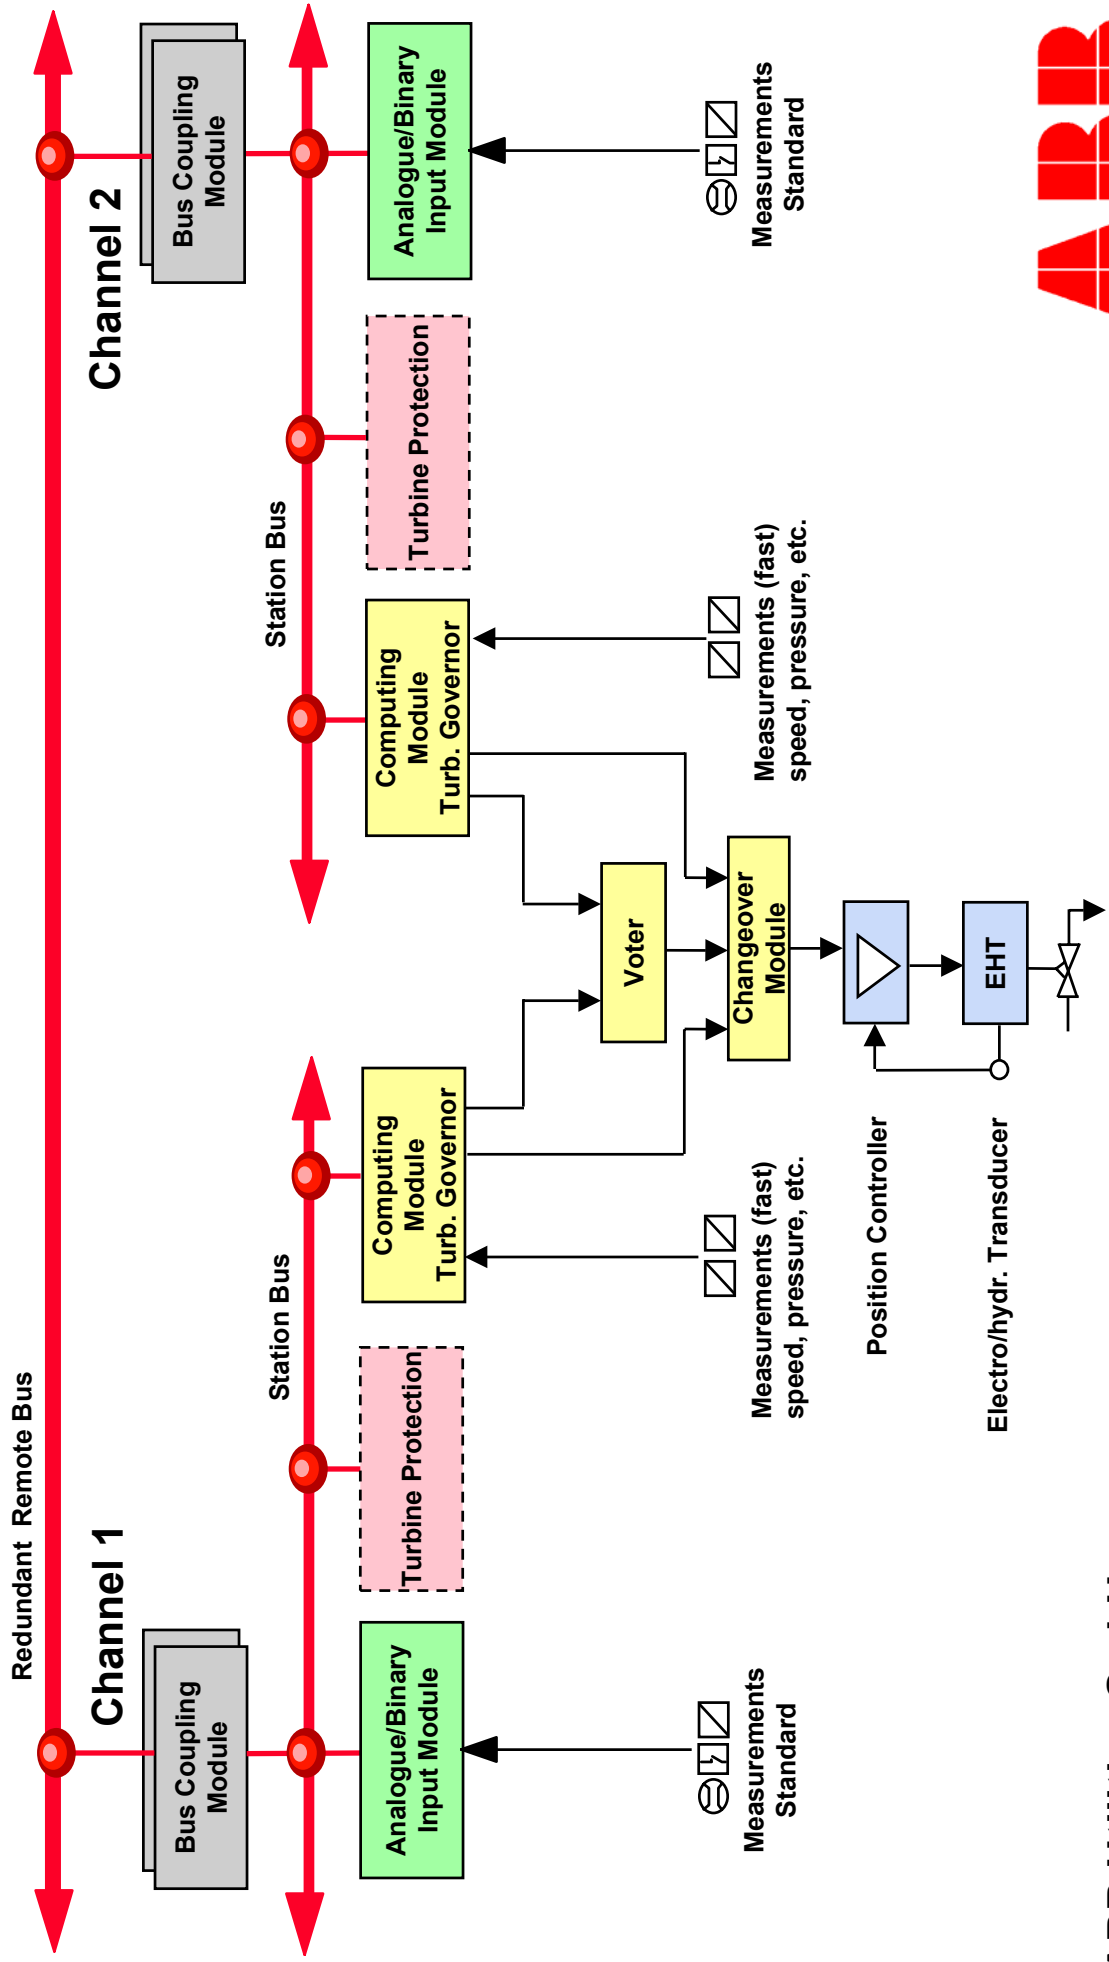 Redundant Remote Bus
Channel 1
Channel 2
Bus Coupling
Module
Bus Coupling
Module
Station Bus
Station Bus
Analogue/Binary
Input Module
Turbine Protection
Computing
Module
Turb. Governor
Computing
Module
Turb. Governor
Turbine Protection
Analogue/Binary
Input Module
Voter
Changeover
Module
Measurements
Standard
Measurements (fast)
speed, pressure, etc.
Measurements (fast)
speed, pressure, etc.
Measurements
Standard
Position Controller
Electro/hydr. Transducer
EHT
ABB